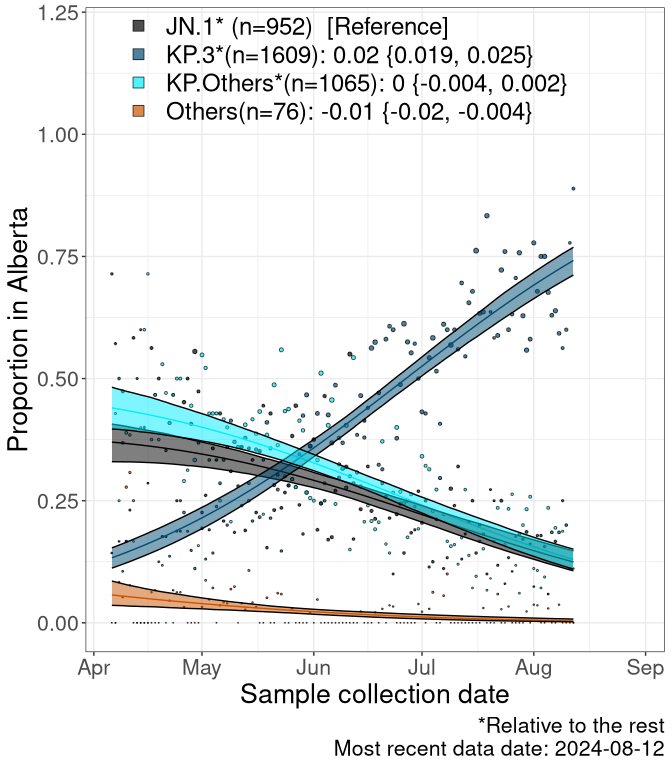 JN.1* (n=952)  [Reference]
KP.3*(n=1609): 0.02 {0.019, 0.025}
KP.Others*(n=1065): 0 {-0.004, 0.002}
Others(n=76): -0.01 {-0.02, -0.004}
Proportion in Alberta
1.25
1.00
0.75
0.50
0.25
0.00
Apr May Jun Jul Aug Sep
Sample collection date
*Relative to the rest
Most recent data date: 2024-08-12